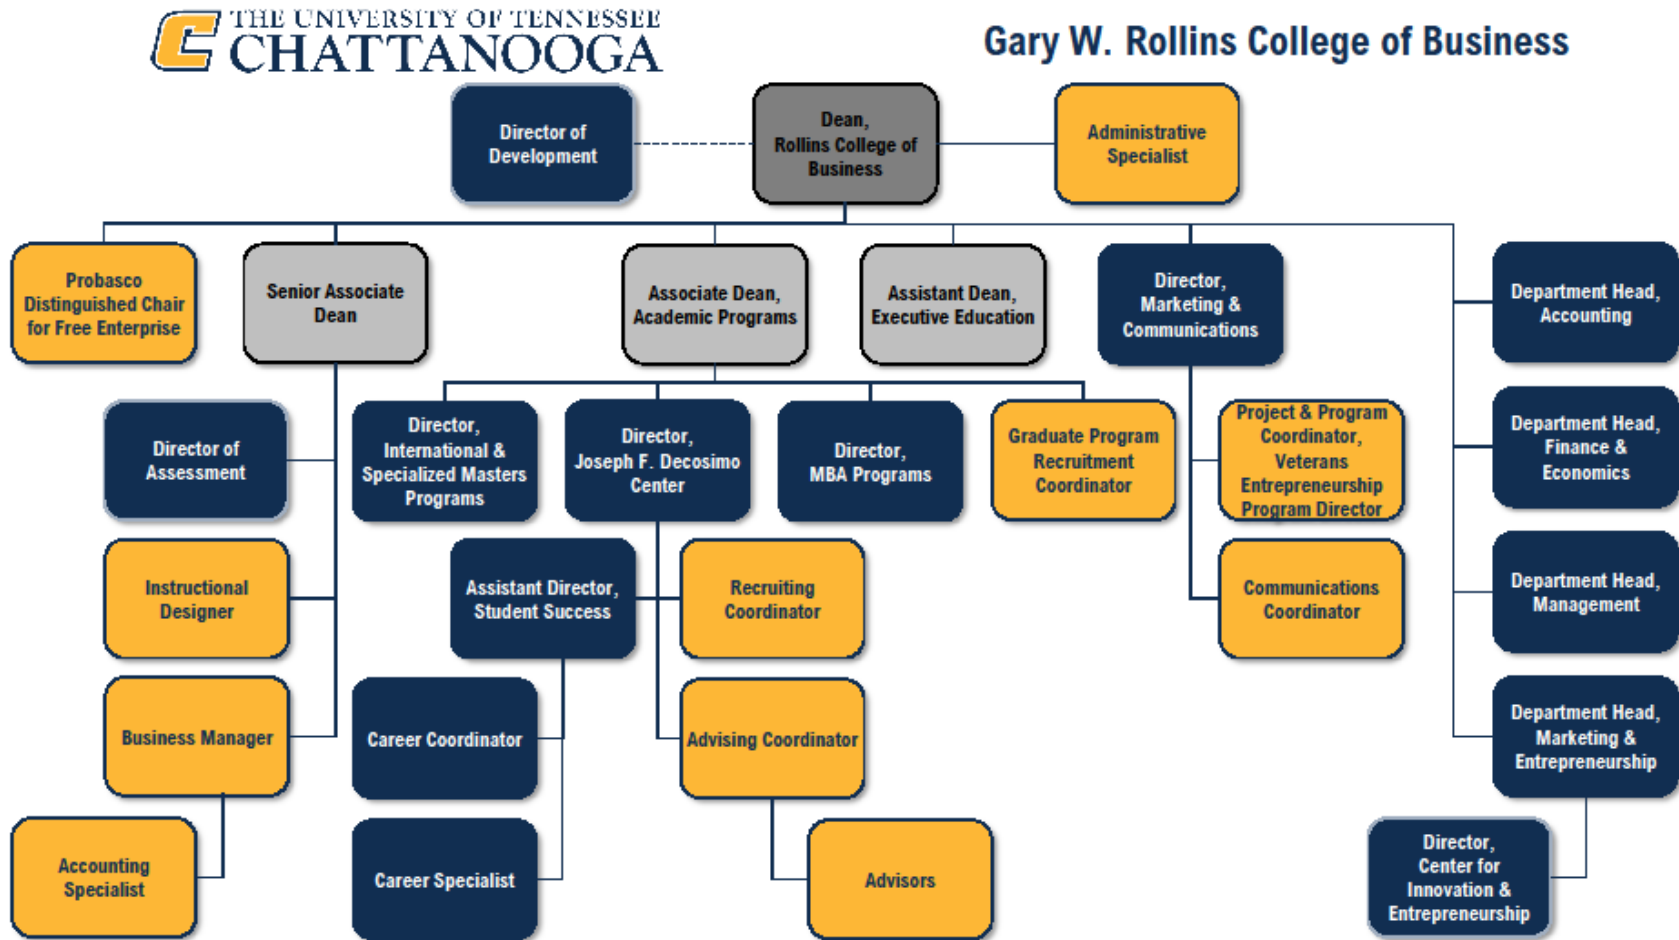 THE UNIVERSITY OF TENNESSEE
CHATTANOOGA
Gary W. Rollins College of Business
Director of
Development
Dean,
Rollins College of
Business
Administrative
Specialist
Probasco
Distinguished Chair
for Free Enterprise
Senior Associate
Dean
Associate Dean,
Academic Programs
Assistant Dean,
Executive Education
Director,
Marketing &
Communications
Department Head,
Accounting
Director of
Assessment
Director,
International &
Specialized Masters
Programs
Director,
Joseph F. Decosimo
Center
Director,
MBA Programs
Graduate Program
Recruitment
Coordinator
Project & Program
Coordinator,
Veterans
Entrepreneurship
Program Director
Department Head,
Finance &
Economics
Instructional
Designer
Assistant Director,
Student Success
Recruiting
Coordinator
Communications
Coordinator
Department Head,
Management
Business Manager
Career Coordinator
Advising Coordinator
Department Head,
Marketing &
Entrepreneurship
Accounting
Specialist
Career Specialist
Advisors
Director,
Center for
Innovation &
Entrepreneurship